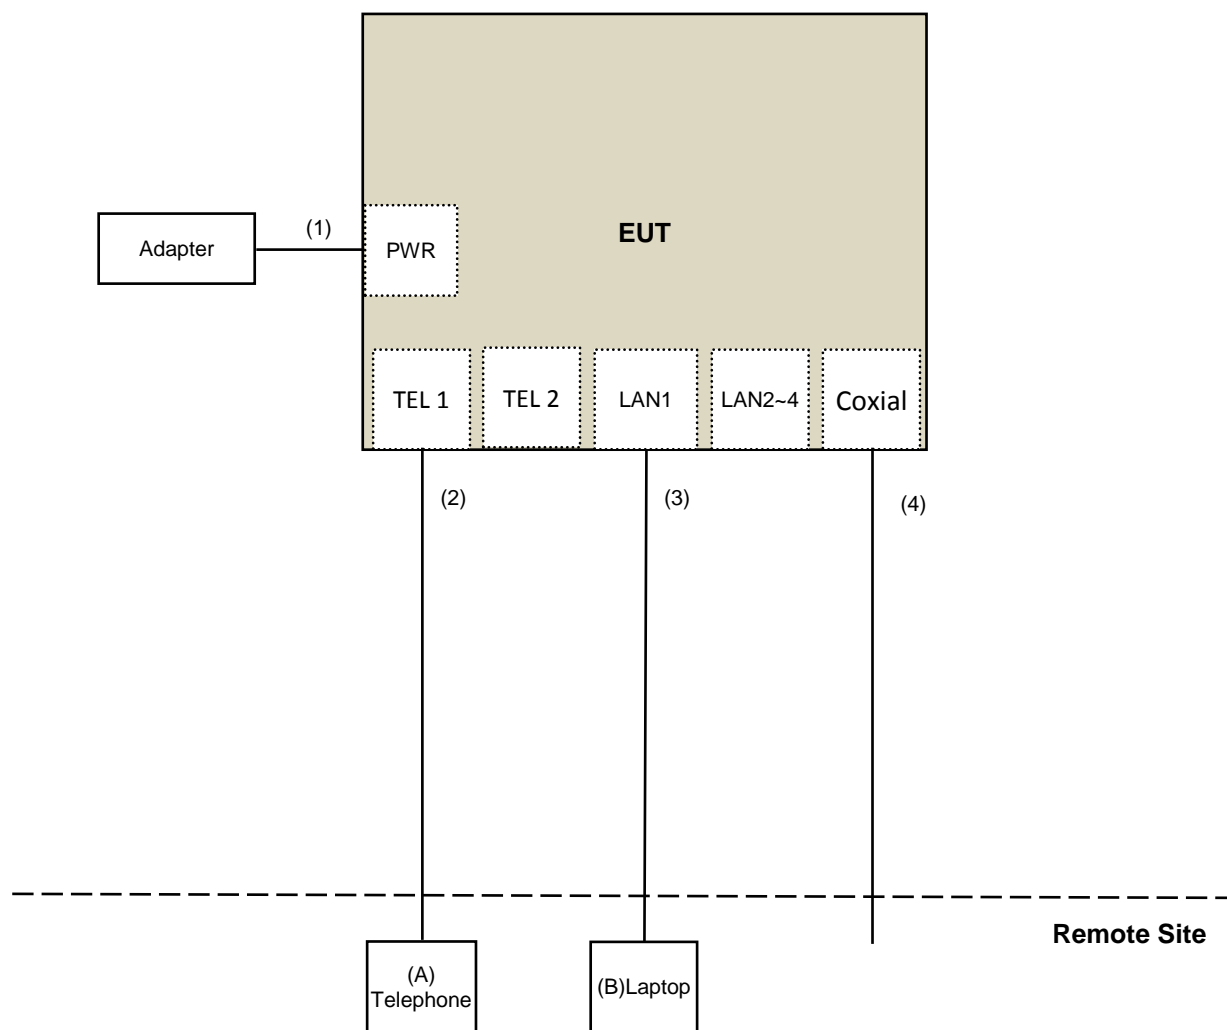 EUT
(1)
Adapter
PWR
TEL 1
TEL 2
LAN1
LAN2~4
Coxial
(2)
(3)
(4)
Remote Site
(A)
Telephone
(B)Laptop